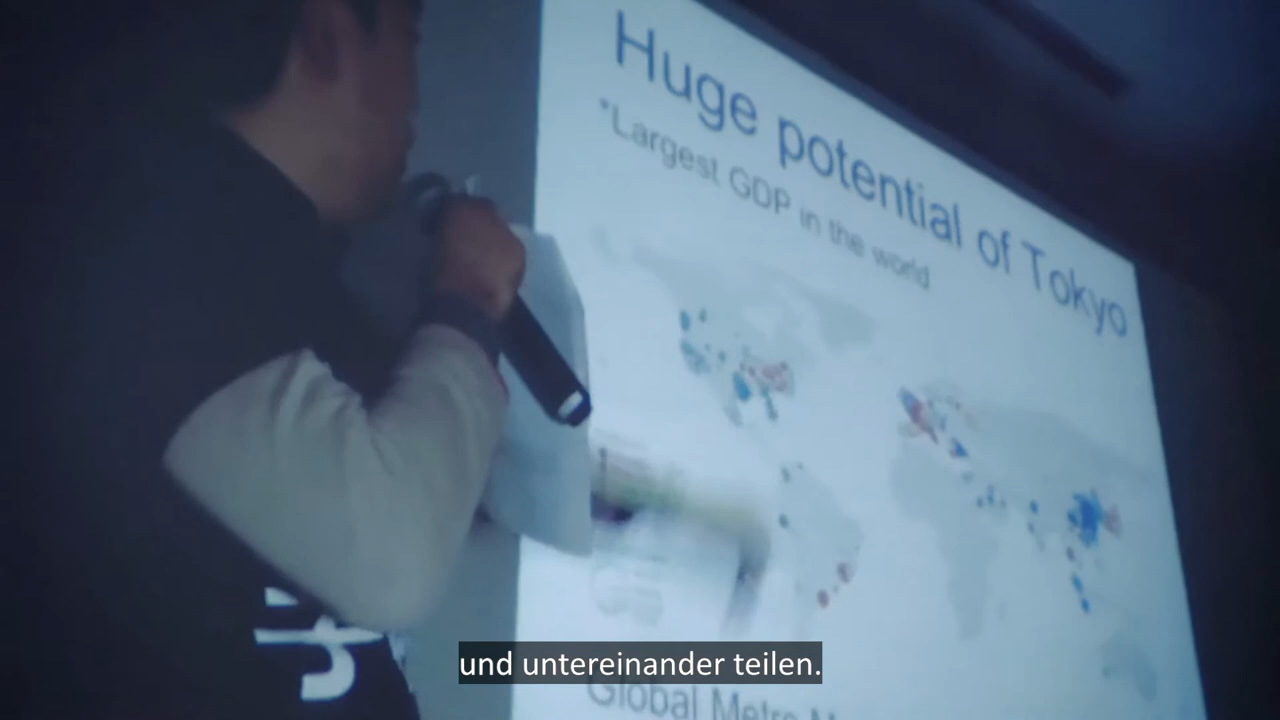 Huge potential of Tokyo
*Largest GDP in the world
und untereinander teilen.
Global Metro